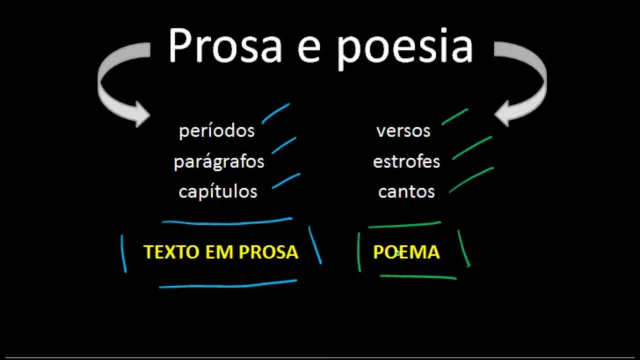 Prosa e poesia
períodos
parágrafos
capítulos
TEXTO EM PROSA
versos
estrofes
cantos
POEMA